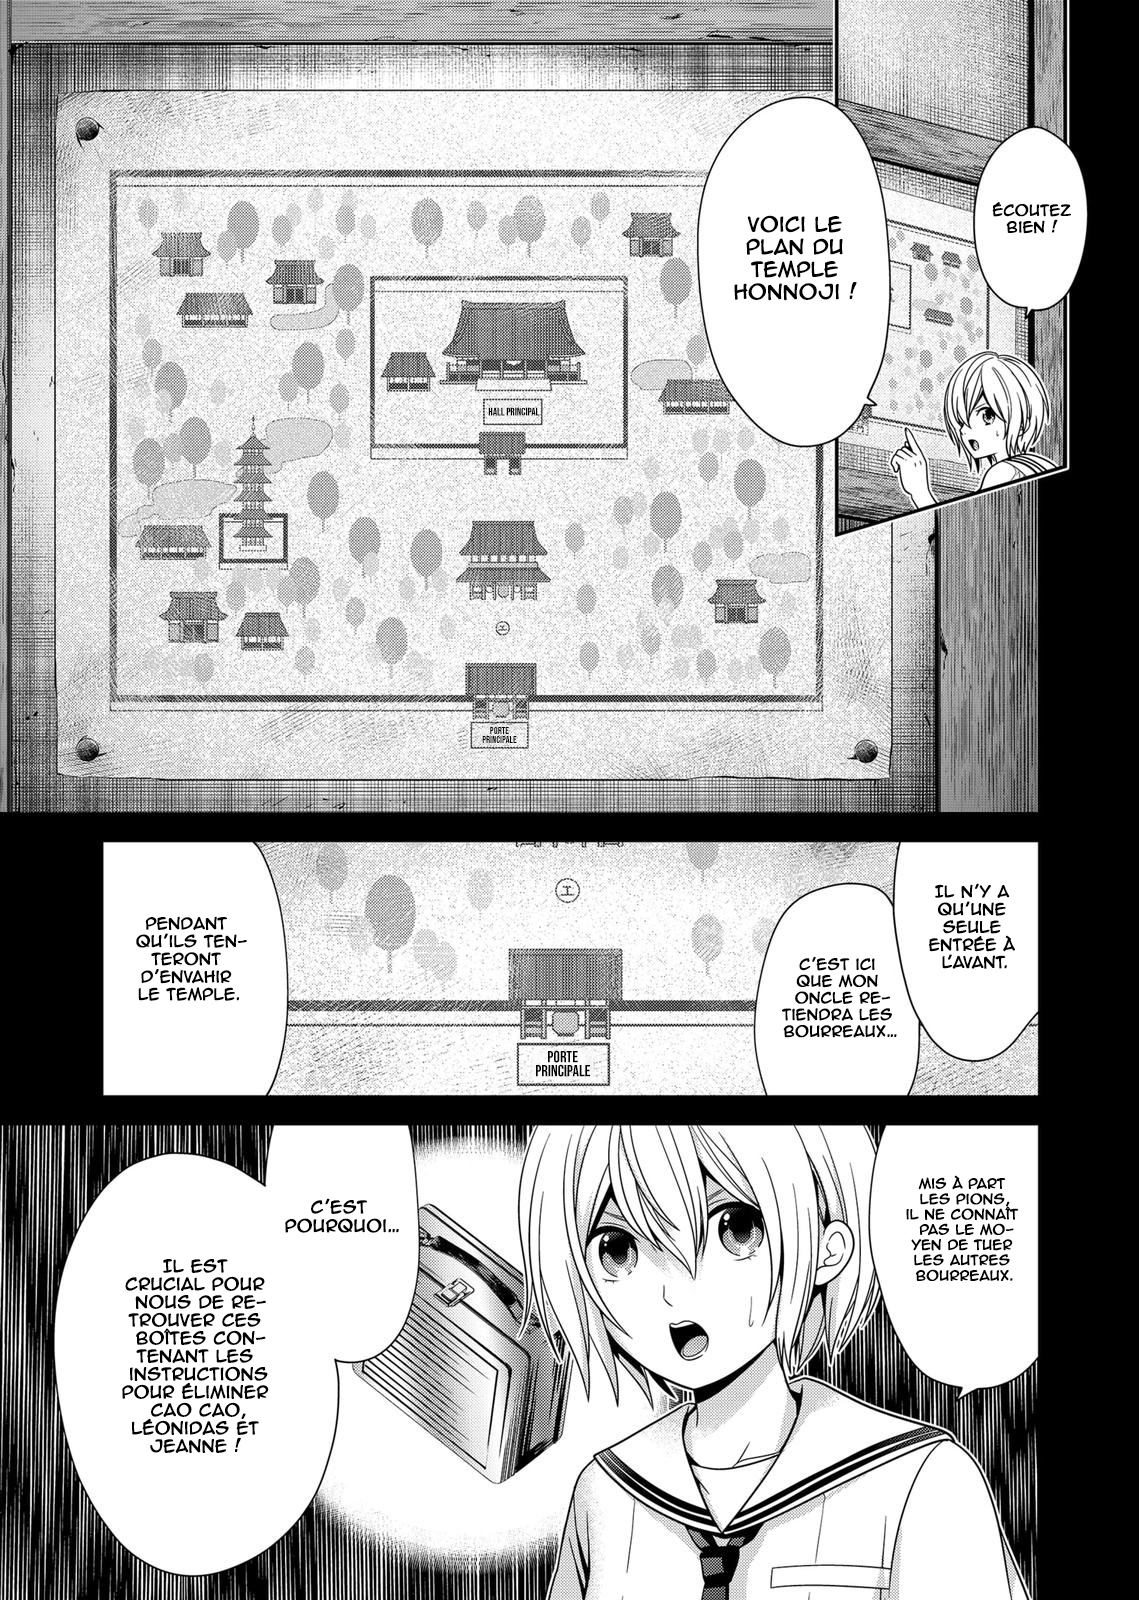 ÉCOUTEZ
BIEN !
VOICI LE
PLAN DU
TEMPLE
HONNOJI !
HALL PRINCIPAL
PORTE
PRINCIPALE
IL N'Y A
QU'UNE
SEULE
ENTRÉE À
L'AVANT.
C'EST ICI
QUE MON
ONCLE RE-
TIENDRA LES
BOURREAUX...
PORTE
PRINCIPALE
PENDANT
QU'ILS TEN-
TERONT
D'ENVAHIR
LE TEMPLE.
MIS À PART
LES PIONS,
IL NE CONNAÎT
PAS LE MO-
YEN DE TUER
LES AUTRES
BOURREAUX.
C'EST
POURQUOI...
IL EST
CRUCIAL POUR
NOUS DE RE-
TROUVER CES
BOÎTES CON-
TENANT LES
INSTRUCTIONS
POUR ÉLIMINER
CAO CAO,
LÉONIDAS ET
JEANNE !